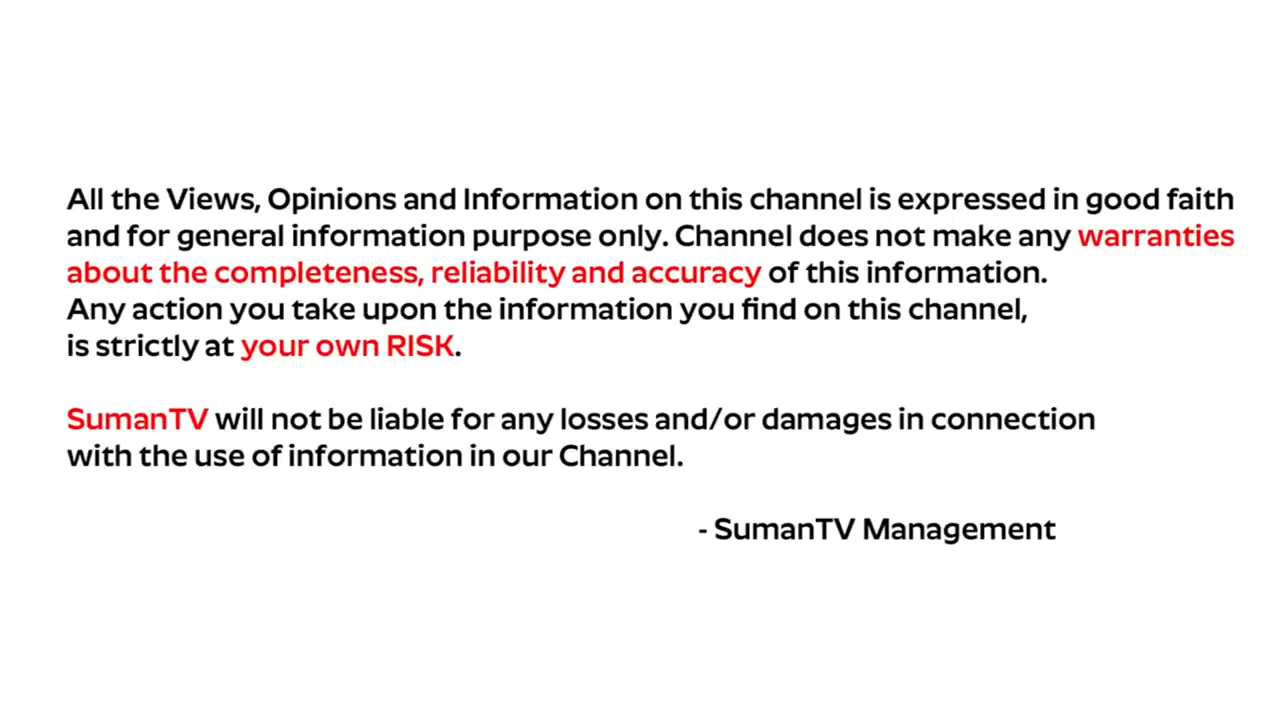 All the Views, Opinions and Information on this channel is expressed in good faith
and for general information purpose only. Channel does not make any warranties
about the completeness, reliability and accuracy of this information.
Any action you take upon the information you find on this channel,
is strictly at your own RISK.
SumanTV will not be liable for any losses and/or damages in connection
with the use of information in our Channel.
- SumanTV Management